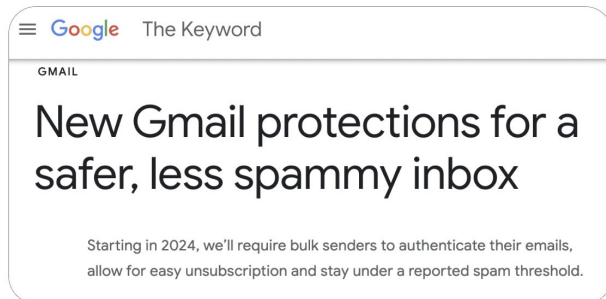 Google The Keyword
GMAIL
New Gmail protections for a
safer, less spammy inbox
Starting in 2024, we'll require bulk senders to authenticate their emails,
allow for easy unsubscription and stay under a reported spam threshold.